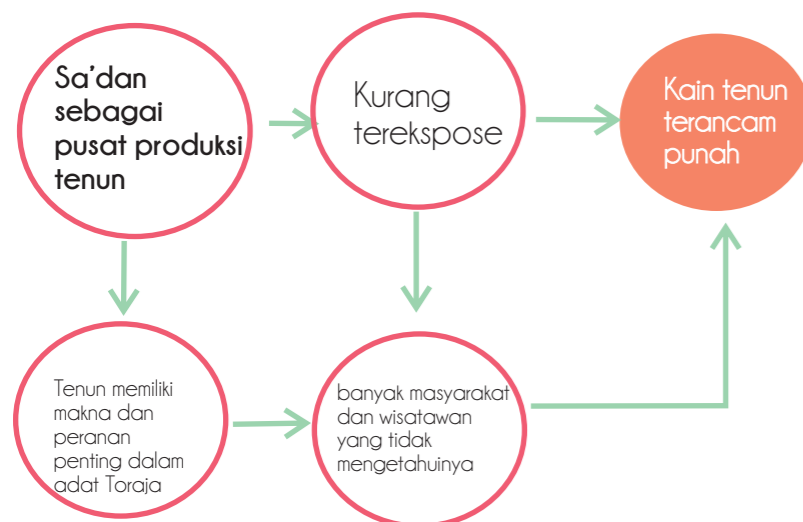 Sa'dan
sebagai
pusat produksi
tenun
Kurang
terekspose
Kain tenun
terancam
punah
Tenun memiliki
makna dan
peranan
penting dalam
adat Toraja
banyak masyarakat
dan wisatawan
yang tidak
mengetahuinya